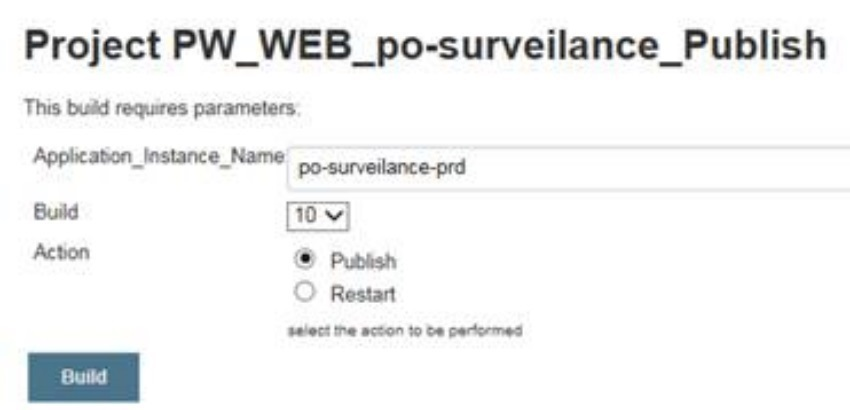 Project PW_WEB_po-surveilance_Publish
This build requires parameters:
Application_Instance_Name po-surveilance-prd
Build 10
Action
Publish
Restart
select the action to be performed
Build